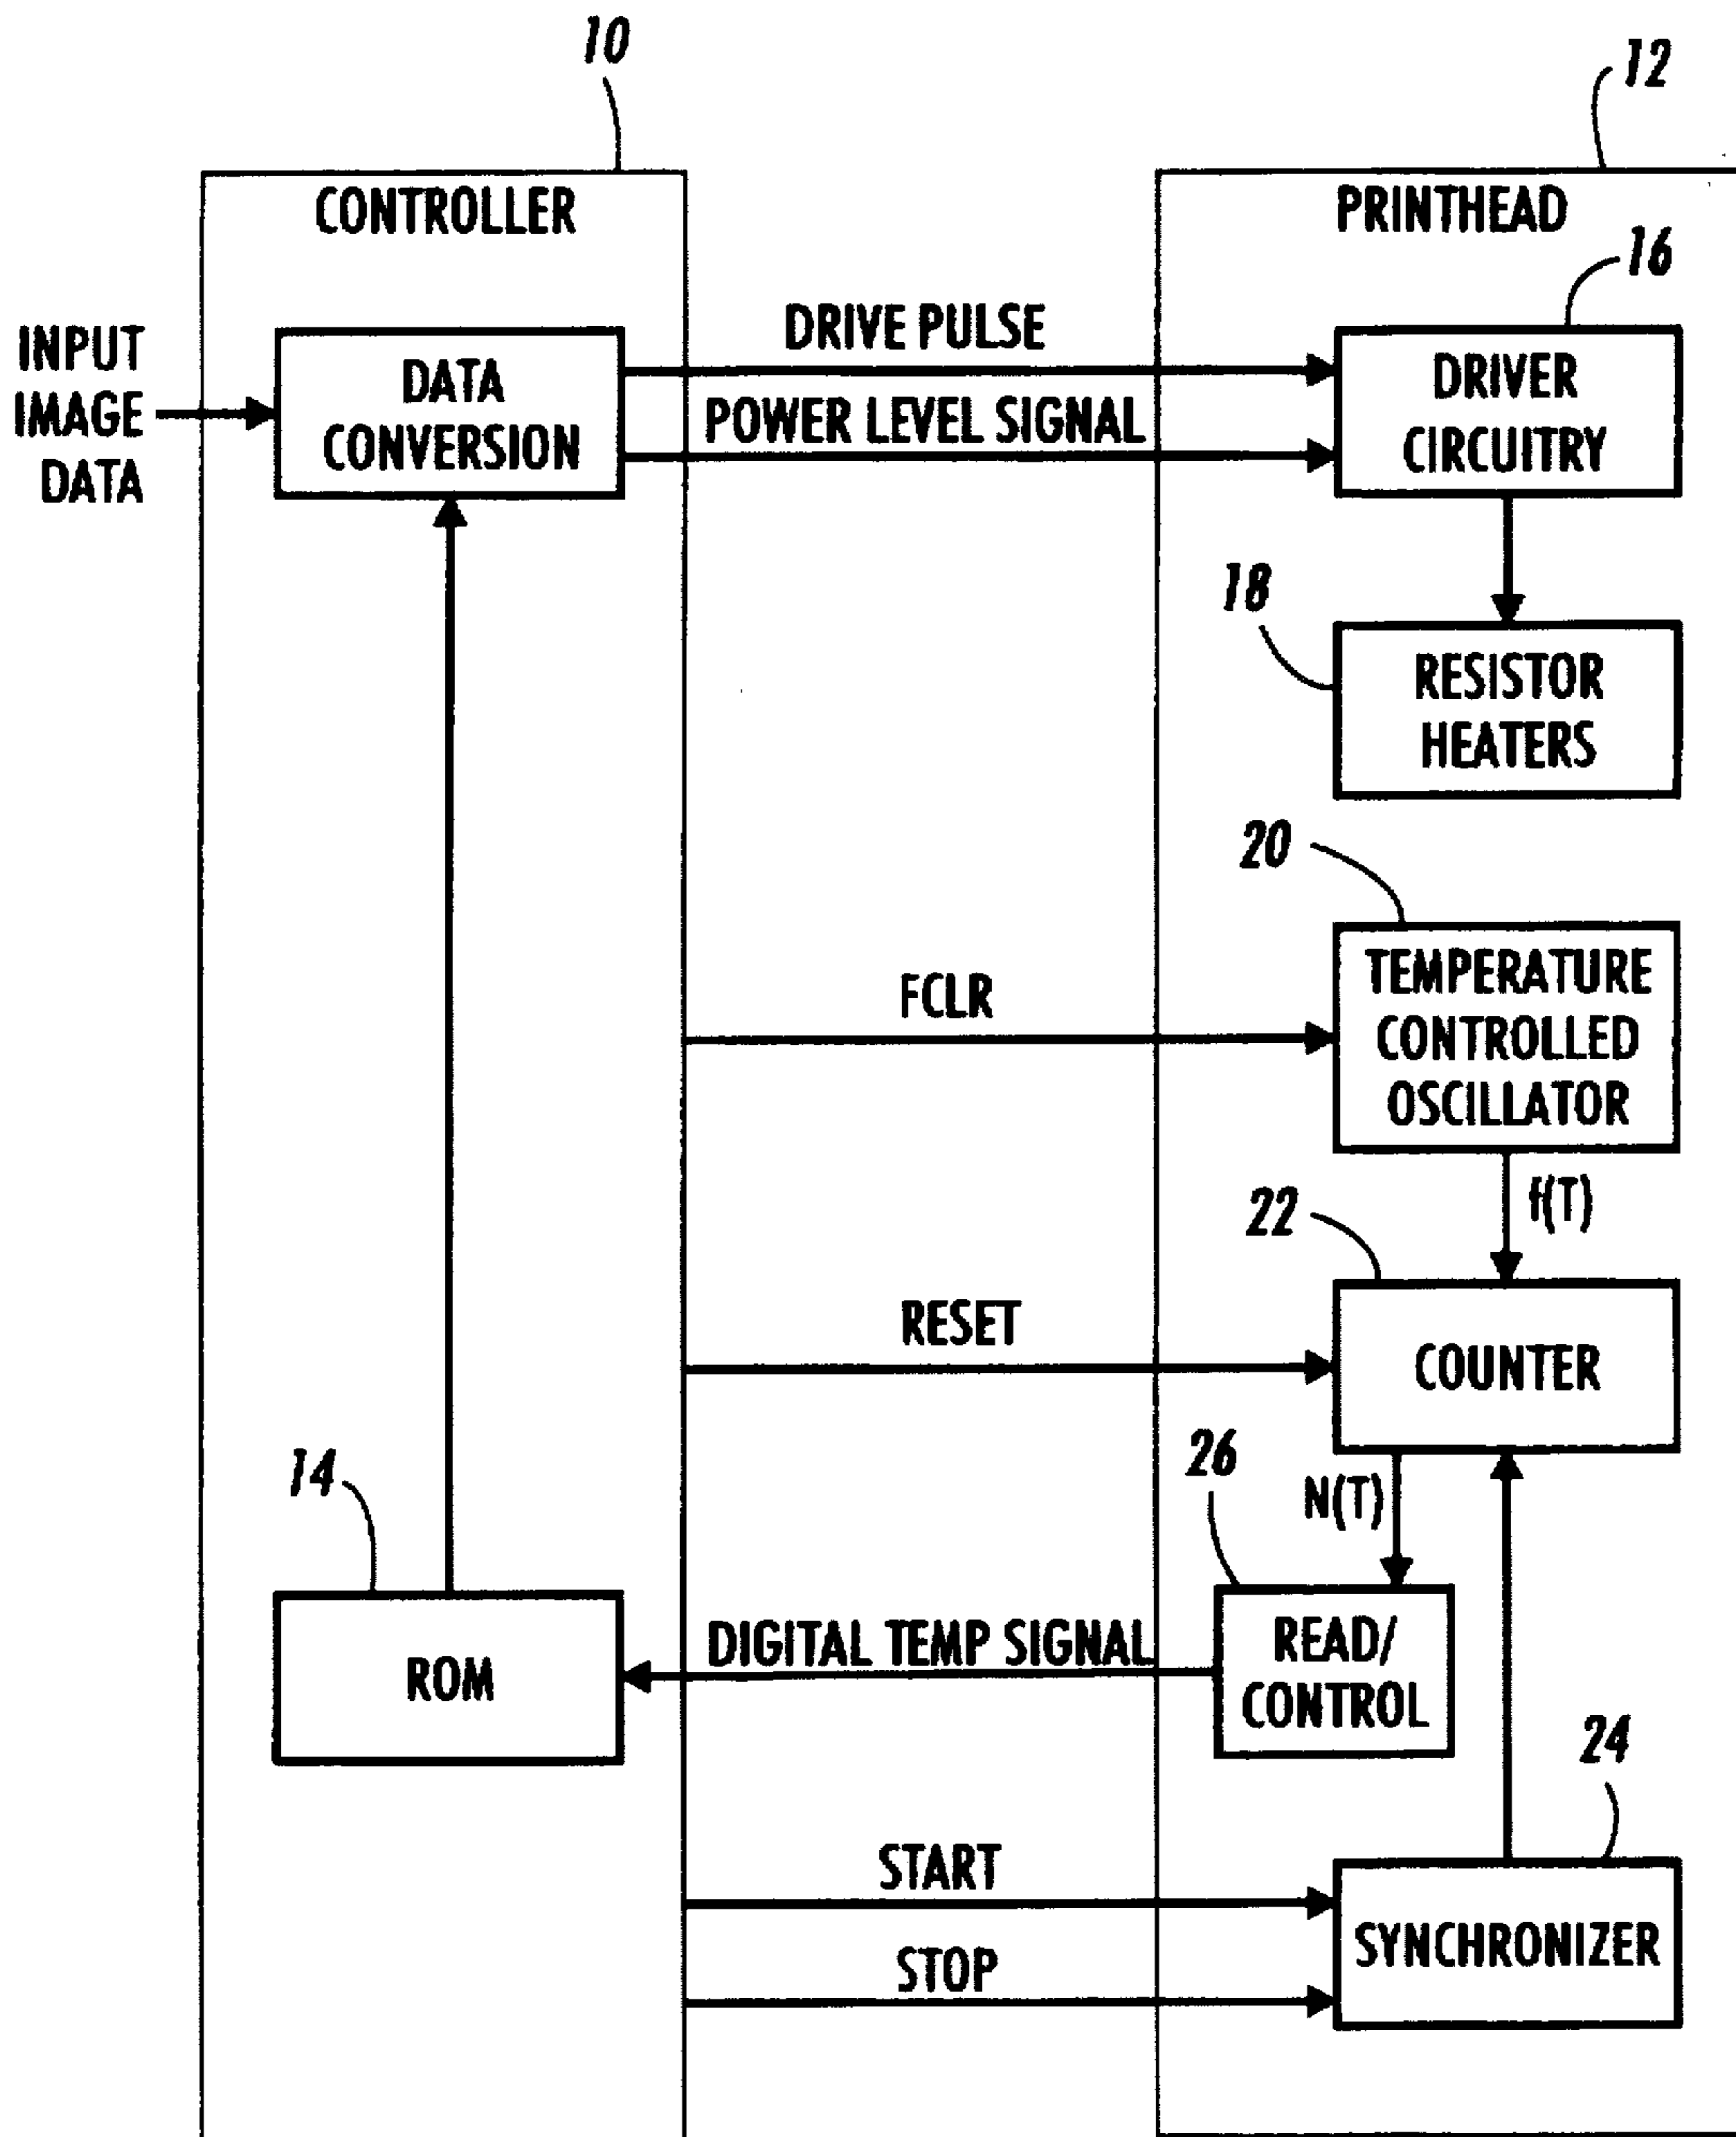 10
12
CONTROLLER
PRINTHEAD
16
INPUT
IMAGE
DATA
DATA
CONVERSION
DRIVE PULSE
POWER LEVEL SIGNAL
DRIVER
CIRCUITRY
18
RESISTOR
HEATERS
20
FCLR
TEMPERATURE
CONTROLLED
OSCILLATOR
f(T)
22
RESET
COUNTER
14
26
N(T)
ROM
DIGITAL TEMP SIGNAL
READ/
CONTROL
24
START
STOP
SYNCHRONIZER